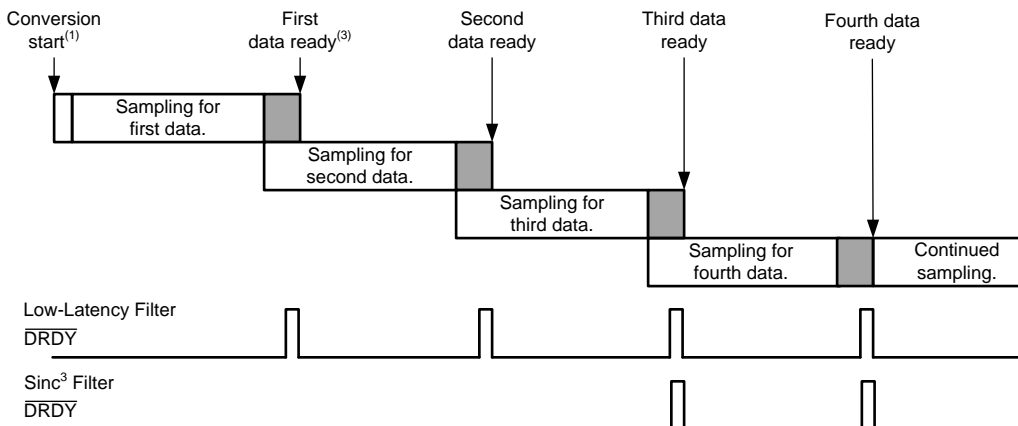 Conversion
start(1)
First
data ready(3)
Second
data ready
Third data
ready
Fourth data
ready
Sampling for
first data.
Sampling for
second data.
Sampling for
third data.
Sampling for
fourth data.
Continued
sampling.
Low-Latency Filter
DRDY
Sinc3 Filter
DRDY